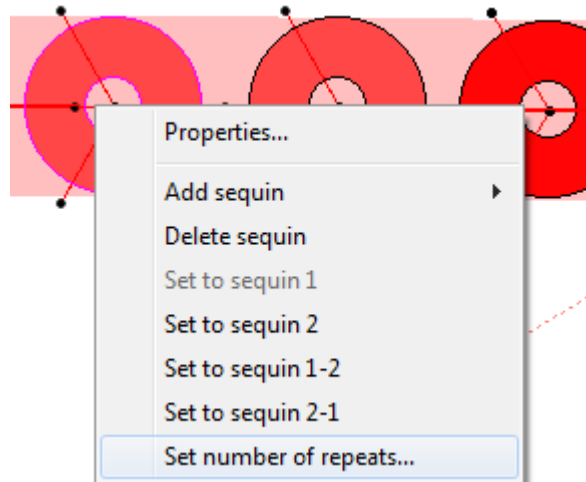 Properties...
Add sequin
Delete sequin
Set to sequin 1
Set to sequin 2
Set to sequin 1-2
Set to sequin 2-1
Set number of repeats...